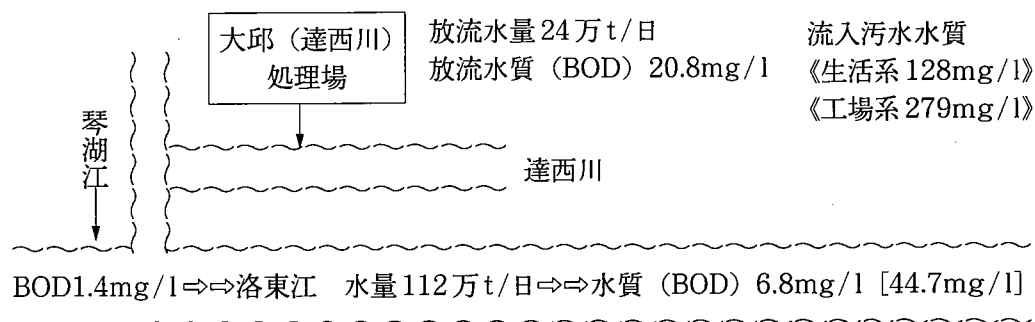 大邱（達西川）
処理場
放流水量24万t/日
放流水質（BOD）20.8mg/l
流入汚水水質
《生活系128mg/l》
《工場系279mg/l》
琴湖江
達西川
BOD1.4mg/l⇨⇨洛東江　水量112万t/日⇨⇨水質（BOD）6.8mg/l［44.7mg/l］